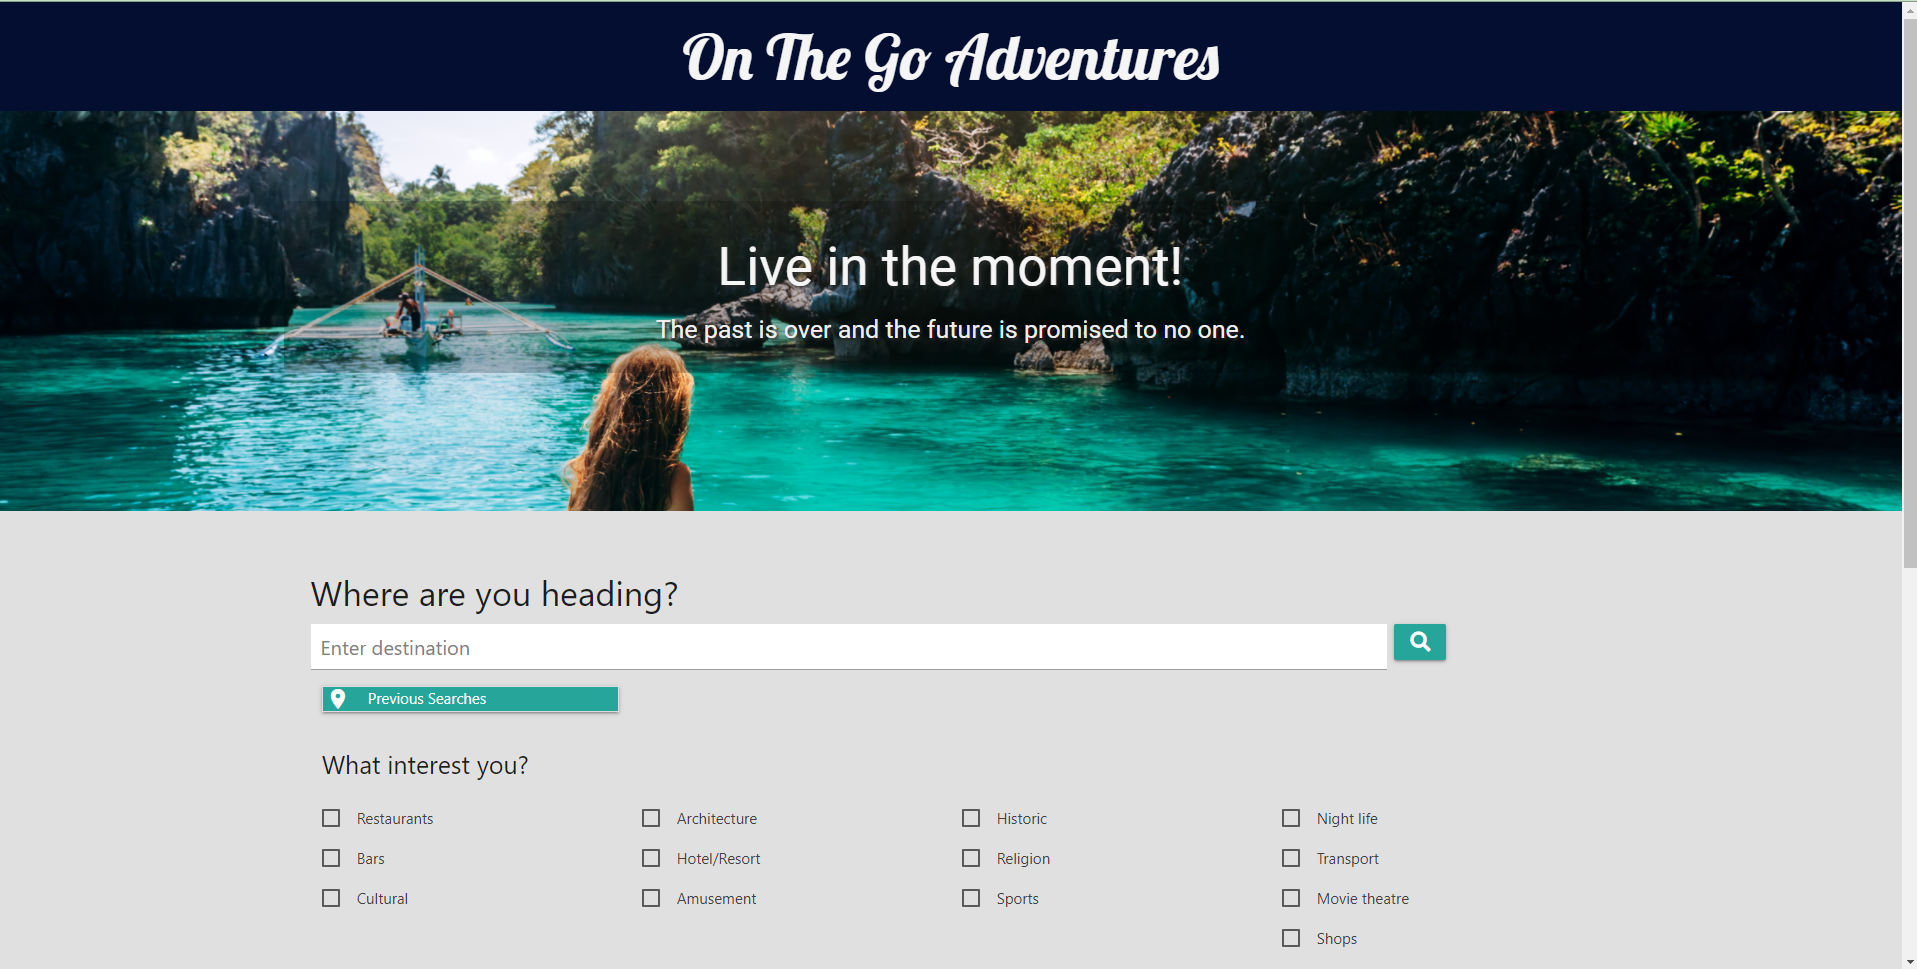 On The Go Adventures
Live in the moment!
The past is over and the future is promised to no one.
Where are you heading?
Enter destination
Previous Searches
What interest you?
Restaurants
Architecture
Historic
Night life
Bars
Hotel/Resort
Religion
Transport
Cultural
Amusement
Sports
Movie theatre
Shops